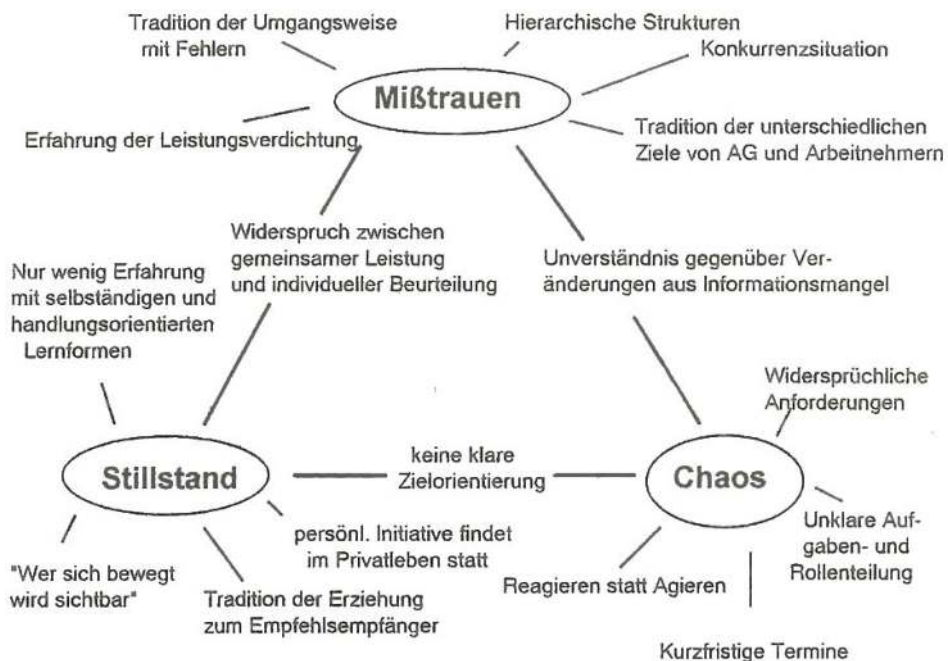 Tradition der Umgangsweise
mit Fehlern
Hierarchische Strukturen
Konkurrenzsituation
Mißtrauen
Erfahrung der Leistungsverdichtung
Tradition der unterschiedlichen
Ziele von AG und Arbeitnehmern
Widerspruch zwischen
gemeinsamer Leistung
und individueller Beurteilung
Unverständnis gegenüber Ver-
änderungen aus Informationsmangel
Nur wenig Erfahrung
mit selbständigen und
handlungsorientierten
Lernformen
Widersprüchliche
Anforderungen
Stillstand
keine klare
Zielorientierung
Chaos
persönl. Initiative findet
im Privatleben statt
"Wer sich bewegt
wird sichtbar"
Tradition der Erziehung
zum Empfehlsempfänger
Reagieren statt Agieren
Unklare Auf-
gaben- und
Rollenteilung
Kurzfristige Termine